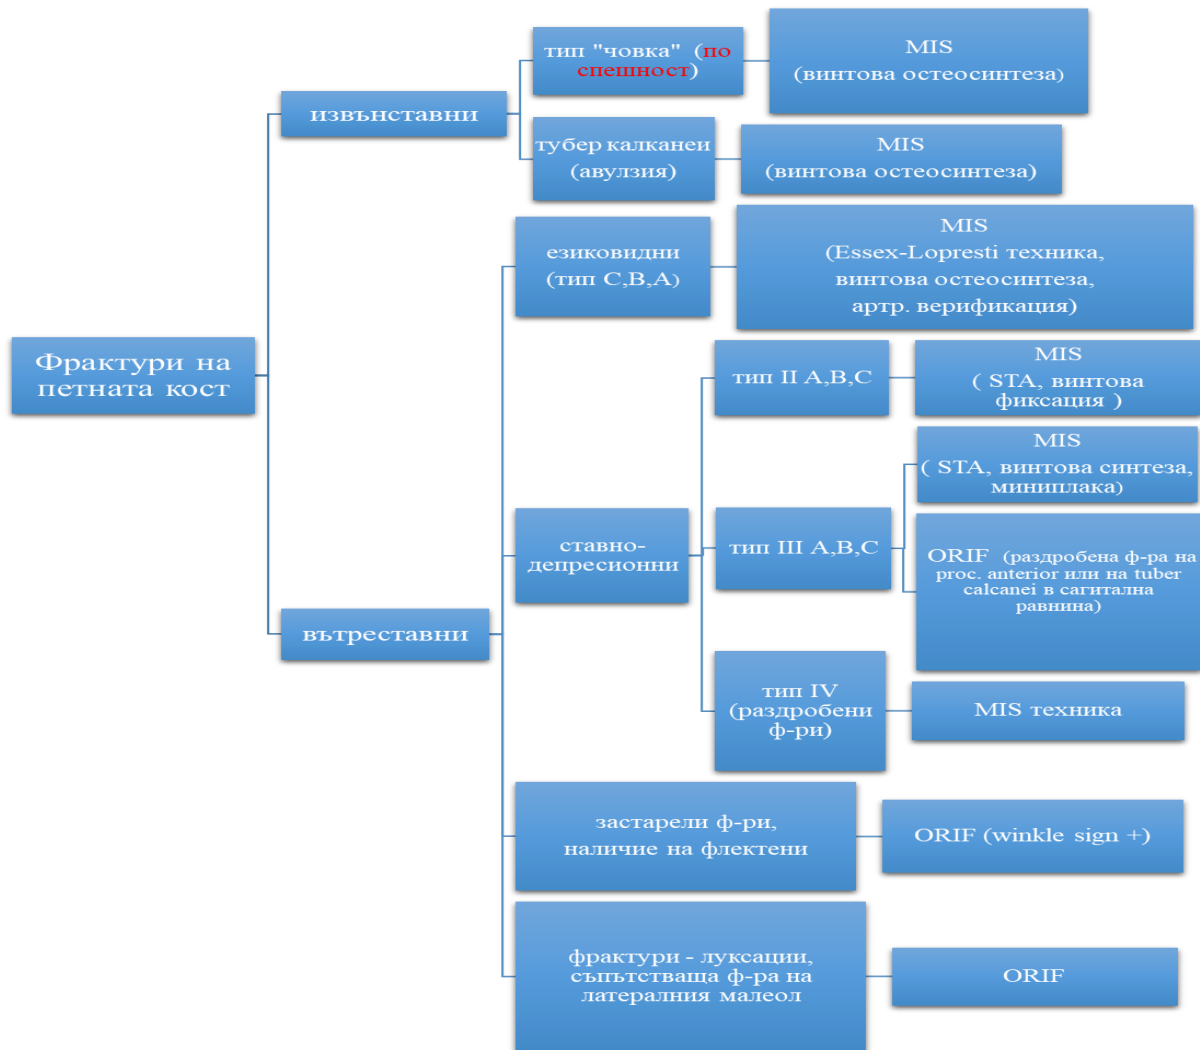 Фрактури на
петната кост
извънставни
тип "човка" (по
спешност)
MIS
(винтова остеосинтеза)
тубер калканеи
(авулзия)
MIS
(винтова остеосинтеза)
вътреставни
езиковидни
(тип C,B,A)
MIS
(Essex-Lopresti техника,
винтова остеосинтеза,
артр. верификация)
ставно-
депресионни
тип II A,B,C
MIS
( STA, винтова
фиксация )
тип III A,B,C
MIS
( STA, винтова синтеза,
миниплака)
ORIF (раздробена ф-ра на
proc. anterior или на tuber
calcanei в сагитална
равнина)
тип IV
(раздробени
ф-ри)
MIS техника
застарели ф-ри,
наличие на флектени
ORIF (winkle sign +)
фрактури - луксации,
съпътстваща ф-ра на
латералния малеол
ORIF